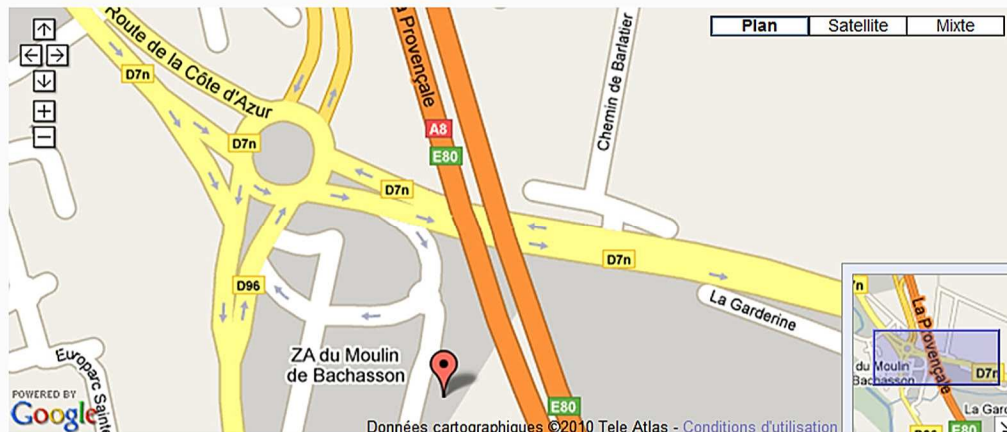 Plan
Satellite
Mixte
Route de la Côte d'Azur
Provençale
Chemin de Barlatier
D7n
A8
D7n
E80
D7n
D7n
D96
La Garderine
ZA du Moulin
de Bachasson
Europarc Sainte
E80
POWERED BY
Google
Données cartographiques ©2010 Tele Atlas - Conditions d'utilisation
La Provençale
du Moulin
Bachasson
D7n
La Gar
E80